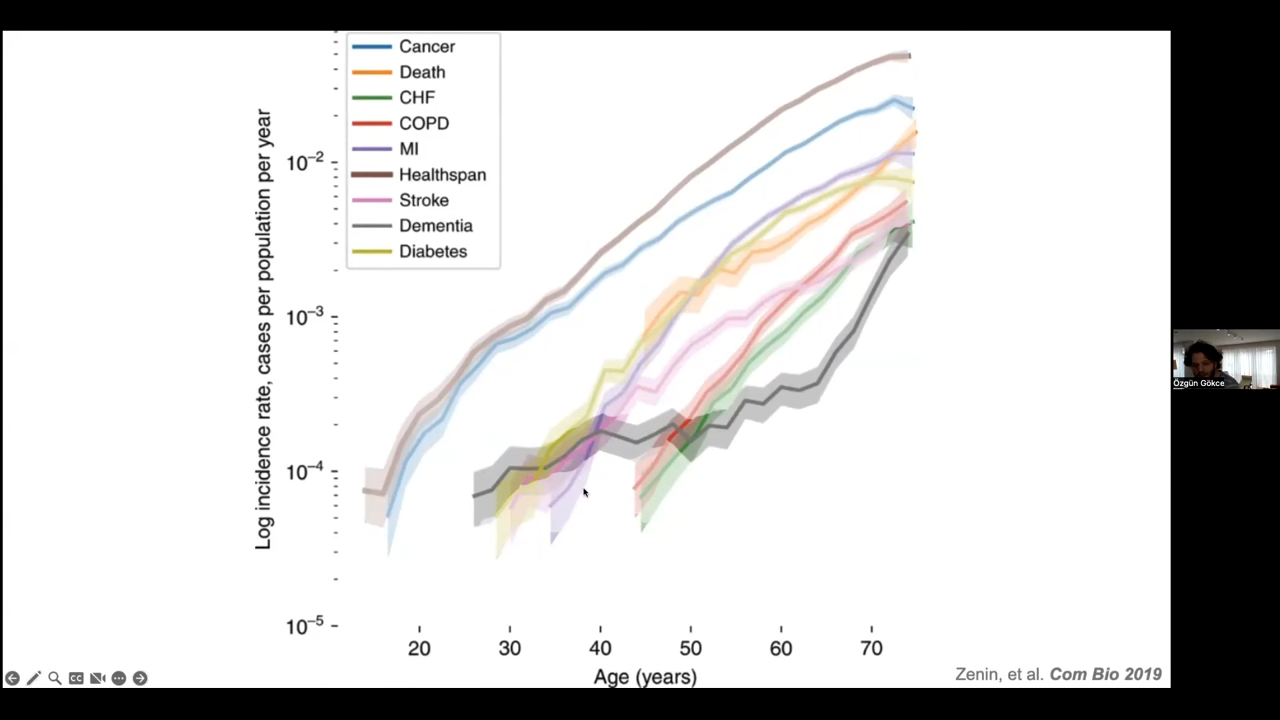 Cancer
Death
CHF
COPD
MI
Healthspan
Stroke
Dementia
Diabetes
Log incidence rate, cases per population per year
10⁻²
10⁻³
10⁻⁴
10⁻⁵
20 30 40 50 60 70
Age (years)
Zenin, et al. Com Bio 2019
CC
Özgün Gökce